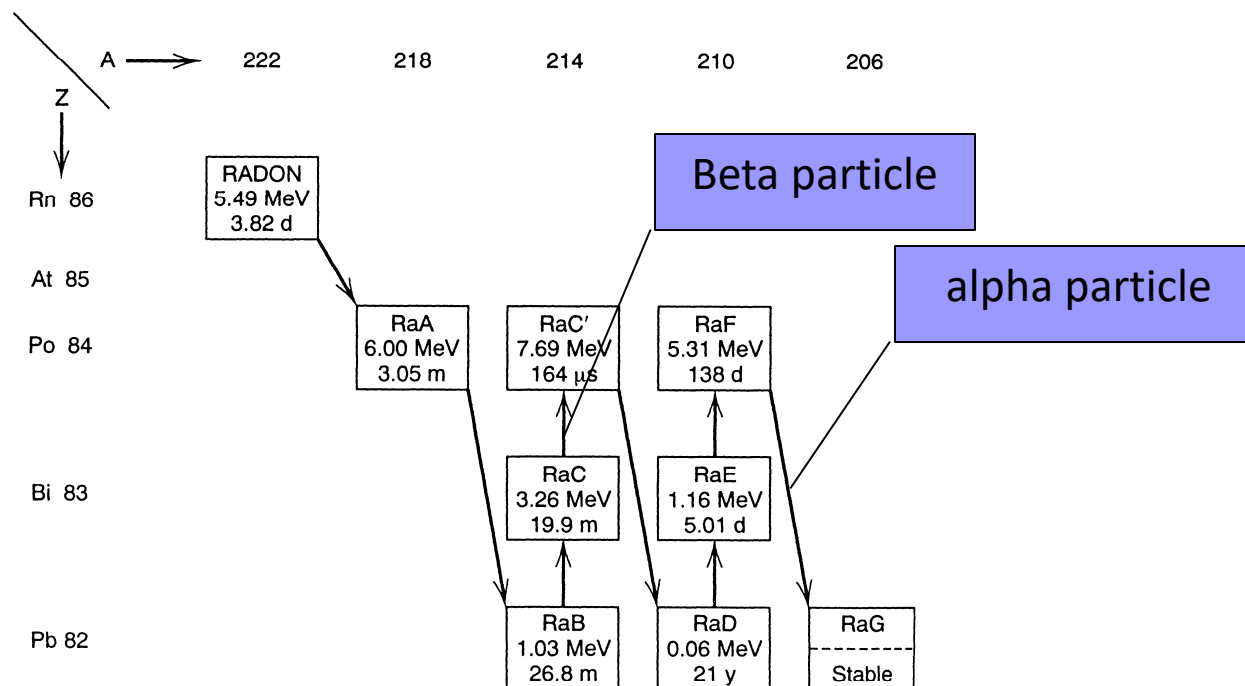 A 222 218 214 210 206
Z
Beta particle
Rn 86
RADON
5.49 MeV
3.82 d
alpha particle
At 85
Po 84
RaA
6.00 MeV
3.05 m
RaC′
7.69 MeV
164 μs
RaF
5.31 MeV
138 d
Bi 83
RaC
3.26 MeV
19.9 m
RaE
1.16 MeV
5.01 d
Pb 82
RaB
1.03 MeV
26.8 m
RaD
0.06 MeV
21 y
RaG
Stable